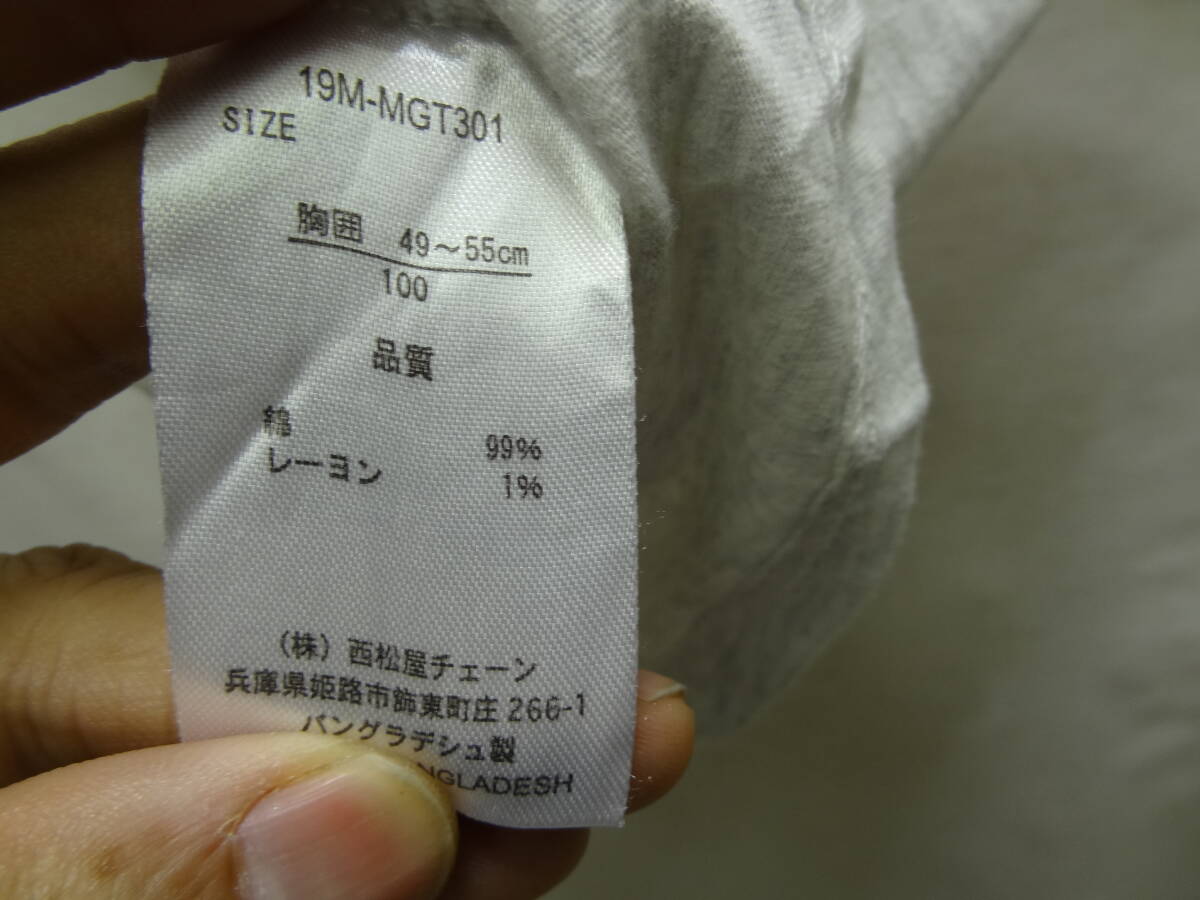 19M-MGT301
SIZE
胸囲 49～55cm
100
品質
綿 99%
レーヨン 1%
(株) 西松屋チェーン
兵庫県姫路市飾東町庄 266-1
バングラデシュ製
NGLADESH